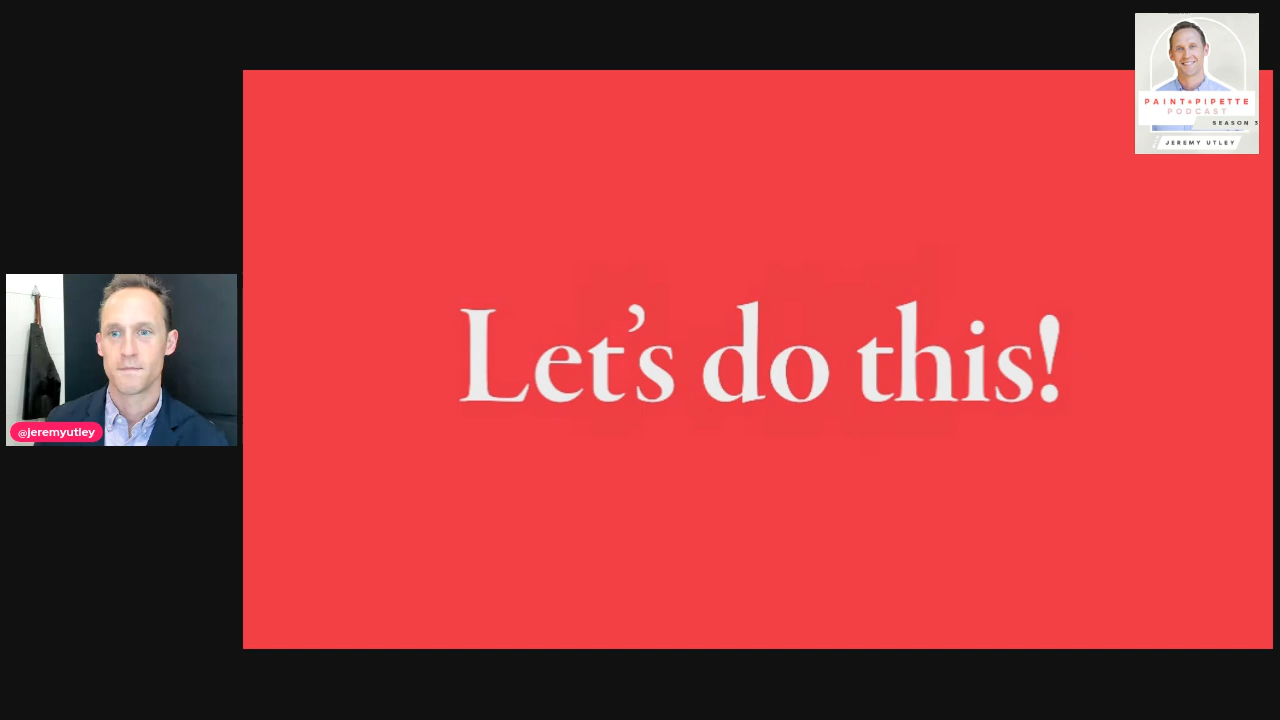 PAINT & PIPETTE
PODCAST
SEASON 3
JEREMY UTLEY
Let's do this!
@jeremyutley